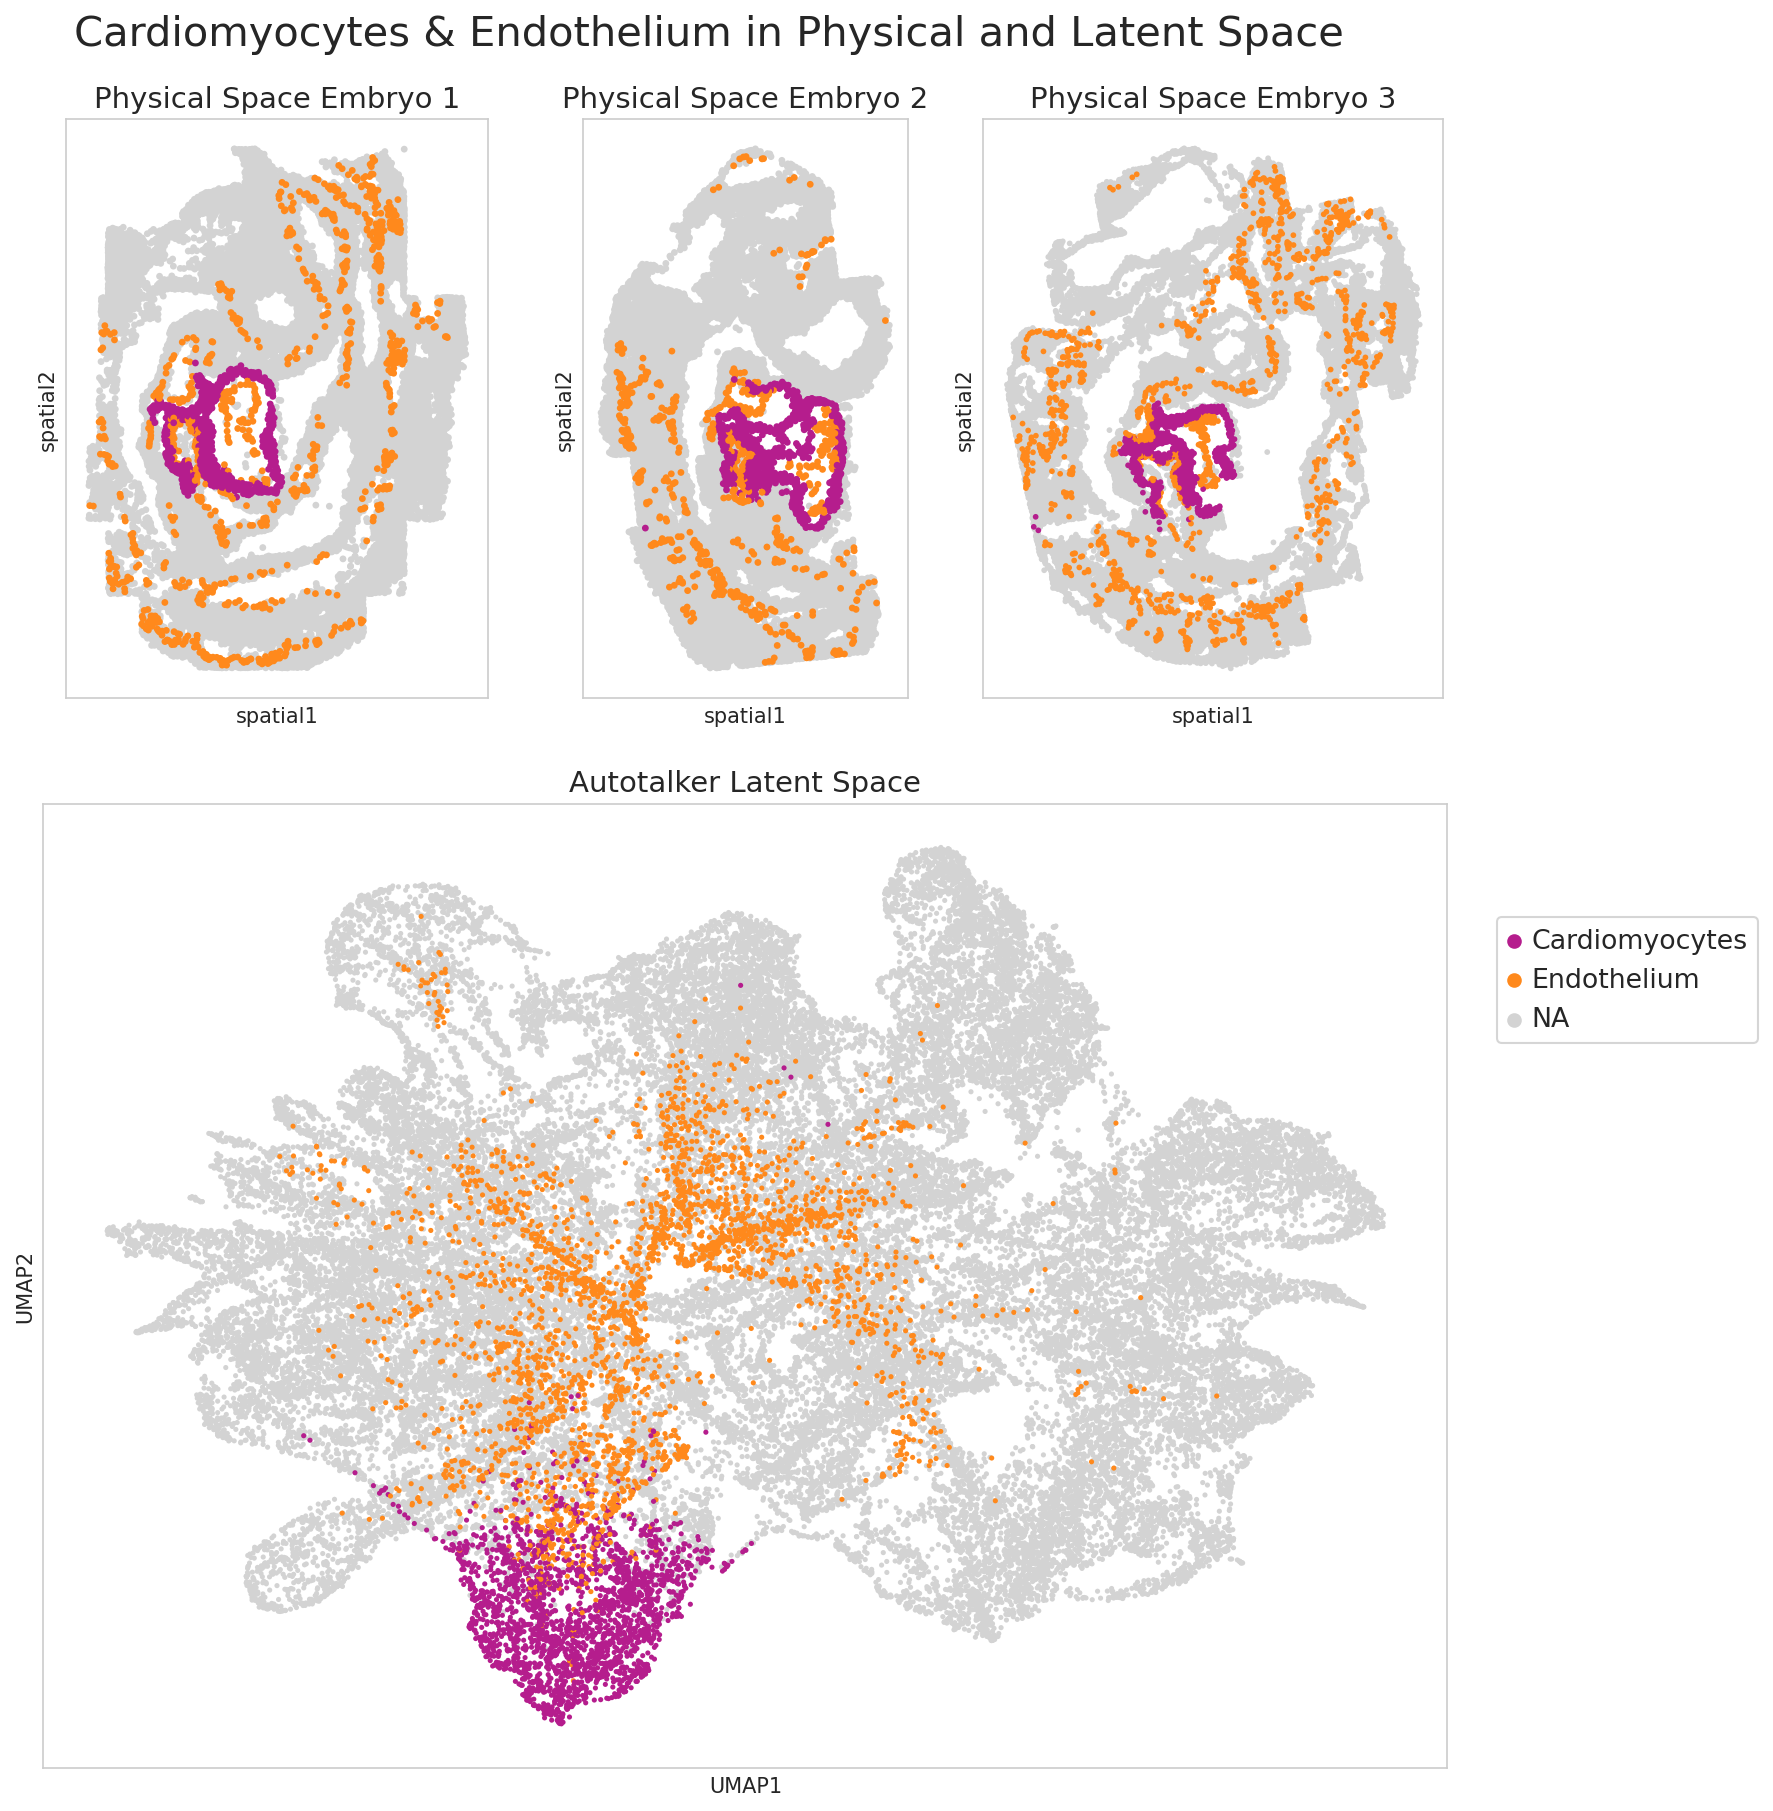 Cardiomyocytes & Endothelium in Physical and Latent Space
Physical Space Embryo 1
Physical Space Embryo 2
Physical Space Embryo 3
spatial2
spatial2
spatial2
spatial1
spatial1
spatial1
Autotalker Latent Space
Cardiomyocytes
Endothelium
NA
UMAP2
UMAP1